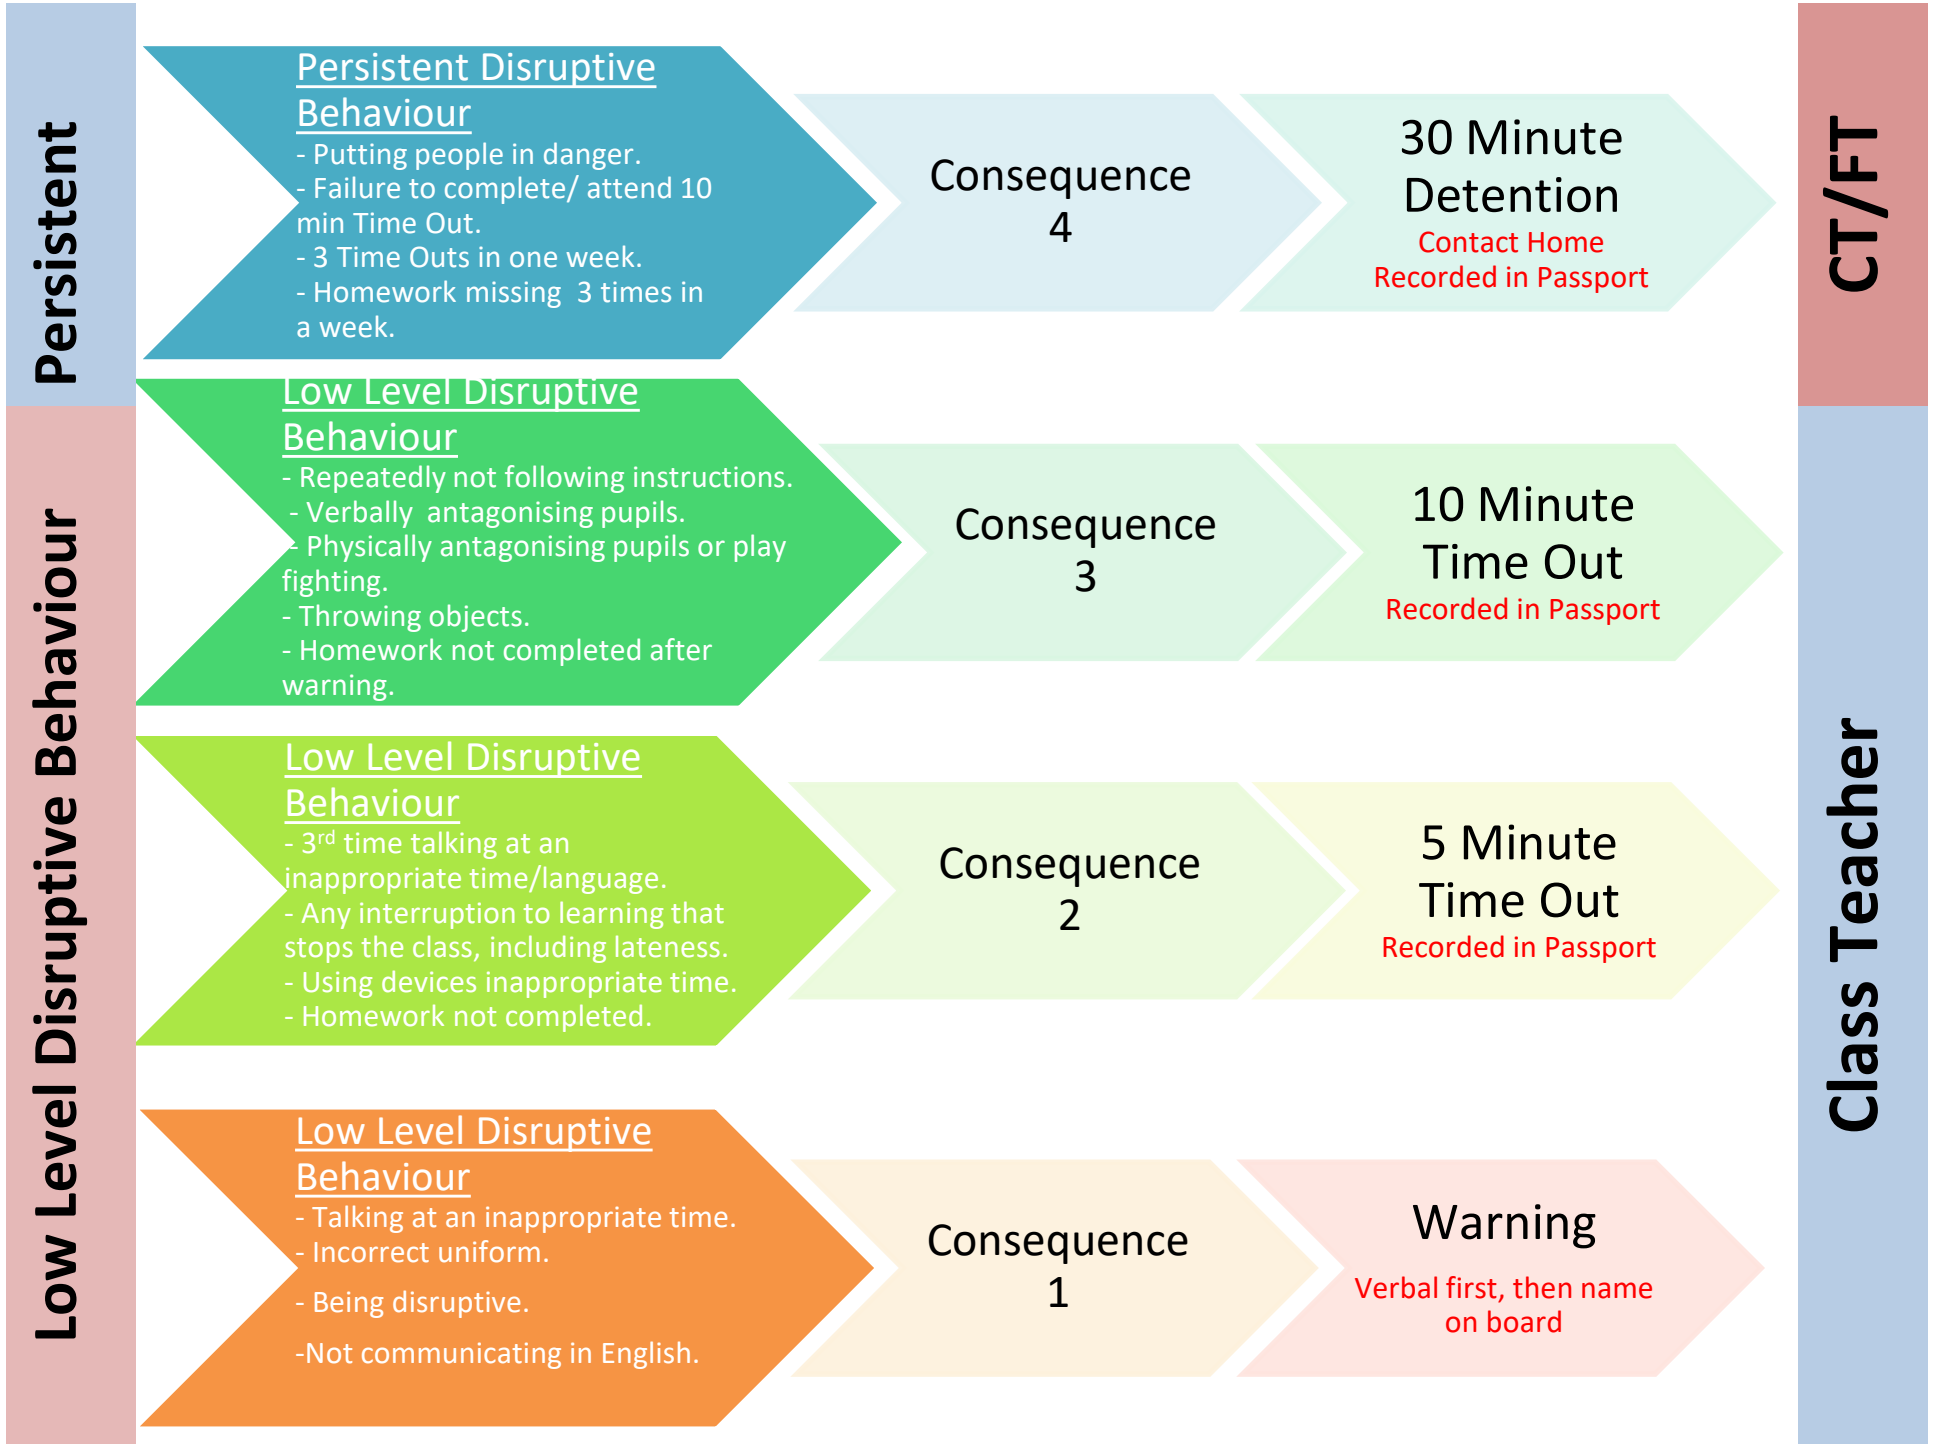 Persistent
Persistent Disruptive
Behaviour
- Putting people in danger.
- Failure to complete/ attend 10
min Time Out.
- 3 Time Outs in one week.
- Homework missing  3 times in
a week.
Consequence
4
30 Minute
Detention
Contact Home
Recorded in Passport
CT/FT
Low Level Disruptive Behaviour
Low Level Disruptive
Behaviour
- Repeatedly not following instructions.
- Verbally  antagonising pupils.
- Physically antagonising pupils or play
fighting.
- Throwing objects.
- Homework not completed after
warning.
Consequence
3
10 Minute
Time Out
Recorded in Passport
Class Teacher
Low Level Disruptive
Behaviour
- 3rd time talking at an
inappropriate time/language.
- Any interruption to learning that
stops the class, including lateness.
- Using devices inappropriate time.
- Homework not completed.
Consequence
2
5 Minute
Time Out
Recorded in Passport
Low Level Disruptive
Behaviour
- Talking at an inappropriate time.
- Incorrect uniform.
- Being disruptive.
-Not communicating in English.
Consequence
1
Warning
Verbal first, then name
on board